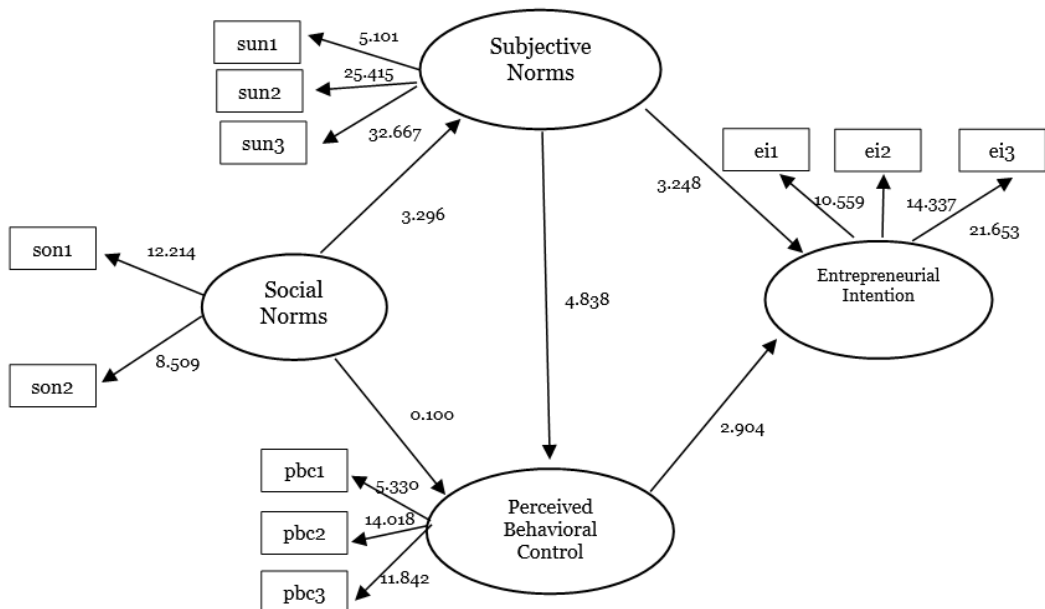 sun1
5.101
Subjective
Norms
sun2
25.415
sun3
32.667
ei1
ei2
ei3
3.248
10.559
14.337
21.653
3.296
son1
12.214
Social
Norms
Entrepreneurial
Intention
4.838
son2
8.509
0.100
2.904
pbc1
5.330
pbc2
14.018
Perceived
Behavioral
Control
pbc3
11.842